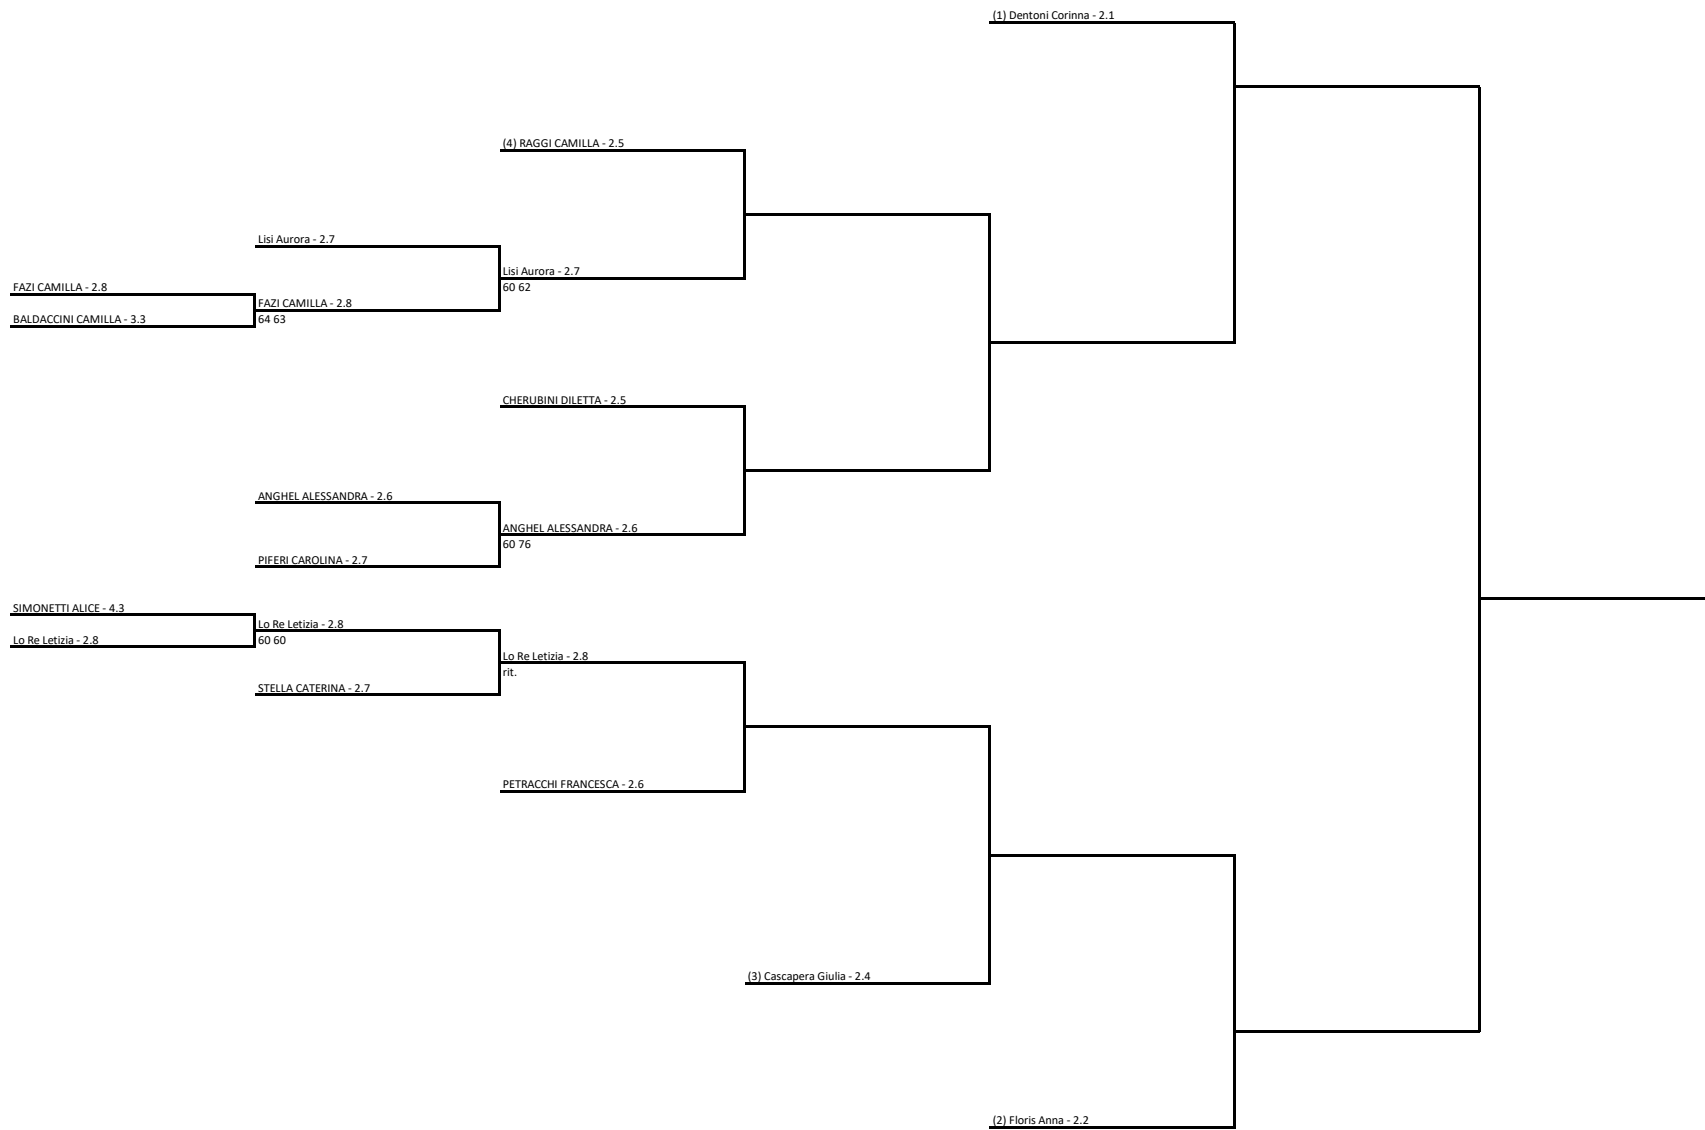 (1) Dentoni Corinna - 2.1
(4) RAGGI CAMILLA - 2.5
Lisi Aurora - 2.7
Lisi Aurora - 2.7
FAZI CAMILLA - 2.8
60 62
FAZI CAMILLA - 2.8
BALDACCINI CAMILLA - 3.3
64 63
CHERUBINI DILETTA - 2.5
ANGHEL ALESSANDRA - 2.6
ANGHEL ALESSANDRA - 2.6
60 76
PIFERI CAROLINA - 2.7
SIMONETTI ALICE - 4.3
Lo Re Letizia - 2.8
Lo Re Letizia - 2.8
60 60
Lo Re Letizia - 2.8
rit.
STELLA CATERINA - 2.7
PETRACCHI FRANCESCA - 2.6
(3) Cascapera Giulia - 2.4
(2) Floris Anna - 2.2